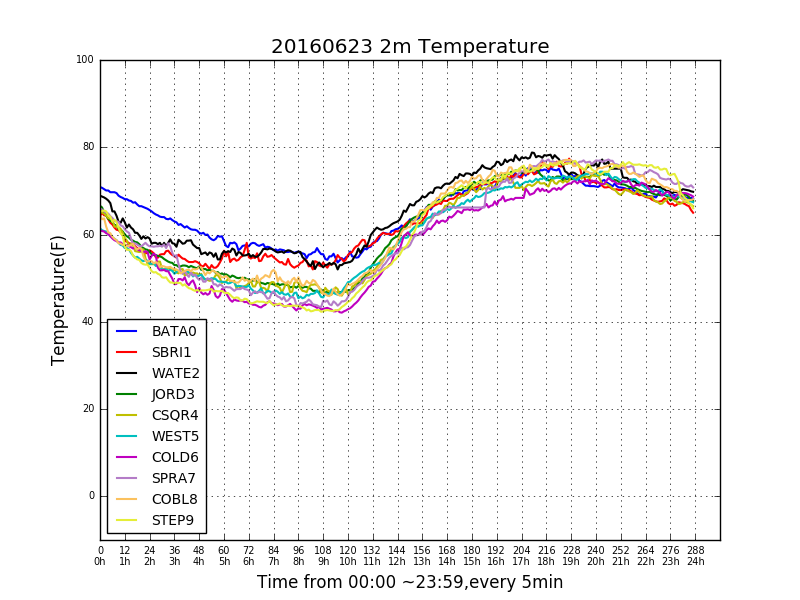 20160623 2m Temperature
100
80
60
40
20
0
Temperature(F)
BATA0
SBRI1
WATE2
JORD3
CSQR4
WEST5
COLD6
SPRA7
COBL8
STEP9
0 12 24 36 48 60 72 84 96 108 120 132 144 156 168 180 192 204 216 228 240 252 264 276 288
0h 1h 2h 3h 4h 5h 6h 7h 8h 9h 10h 11h 12h 13h 14h 15h 16h 17h 18h 19h 20h 21h 22h 23h 24h
Time from 00:00 ~23:59,every 5min